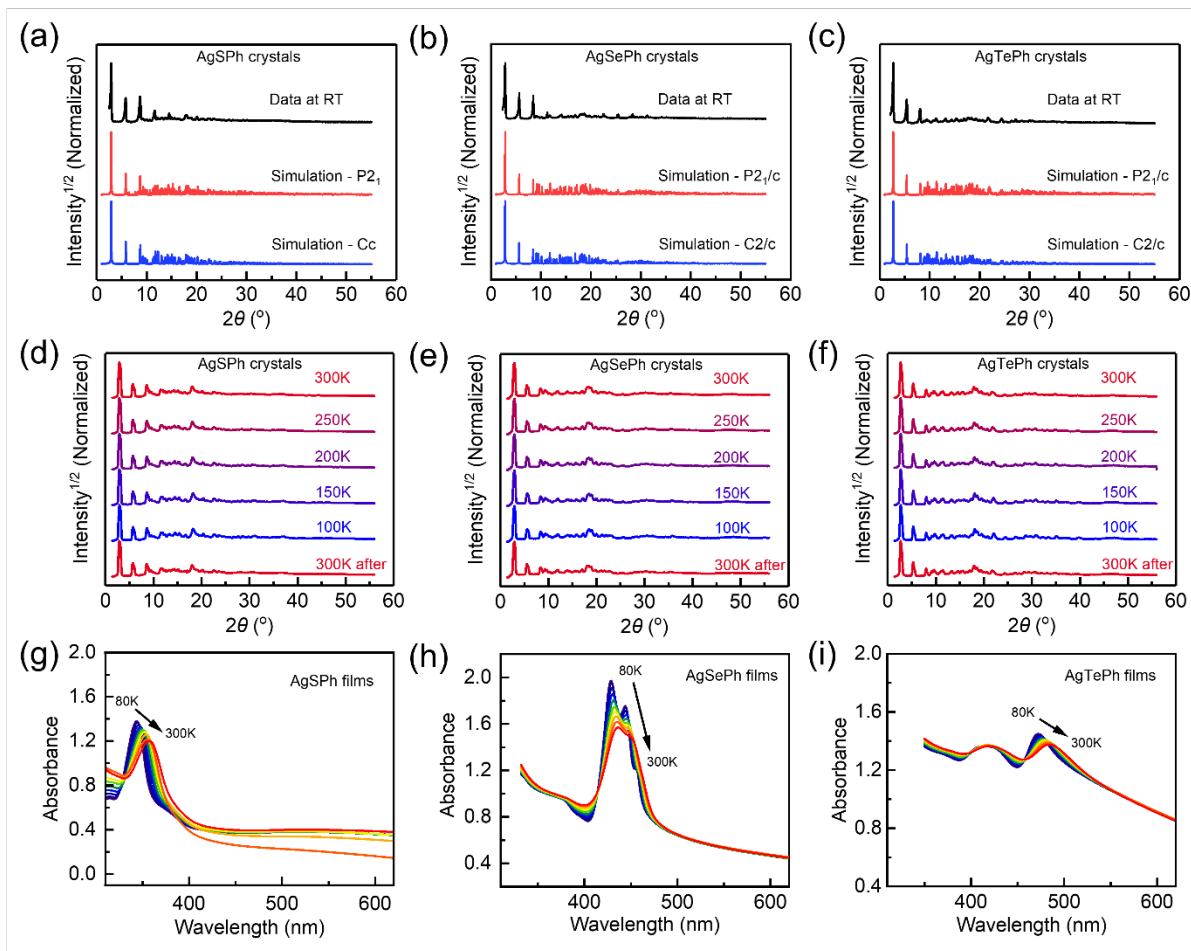 (a)
AgSPh crystals
Data at RT
Simulation - P2₁
Simulation - Cc
Intensity^1/2 (Normalized)
0 10 20 30 40 50 60
2θ (°)
(b)
AgSePh crystals
Data at RT
Simulation - P2₁/c
Simulation - C2/c
Intensity^1/2 (Normalized)
0 10 20 30 40 50 60
2θ (°)
(c)
AgTePh crystals
Data at RT
Simulation - P2₁/c
Simulation - C2/c
Intensity^1/2 (Normalized)
0 10 20 30 40 50 60
2θ (°)
(d)
AgSPh crystals
300K
250K
200K
150K
100K
300K after
Intensity^1/2 (Normalized)
0 10 20 30 40 50 60
2θ (°)
(e)
AgSePh crystals
300K
250K
200K
150K
100K
300K after
Intensity^1/2 (Normalized)
0 10 20 30 40 50 60
2θ (°)
(f)
AgTePh crystals
300K
250K
200K
150K
100K
300K after
Intensity^1/2 (Normalized)
0 10 20 30 40 50 60
2θ (°)
(g)
AgSPh films
80K
300K
Absorbance
2.0
1.6
1.2
0.8
0.4
0.0
400 500 600
Wavelength (nm)
(h)
AgSePh films
80K
300K
Absorbance
2.0
1.6
1.2
0.8
0.4
400 500 600
Wavelength (nm)
(i)
AgTePh films
80K
300K
Absorbance
2.0
1.6
1.2
0.8
0.4
400 500 600
Wavelength (nm)